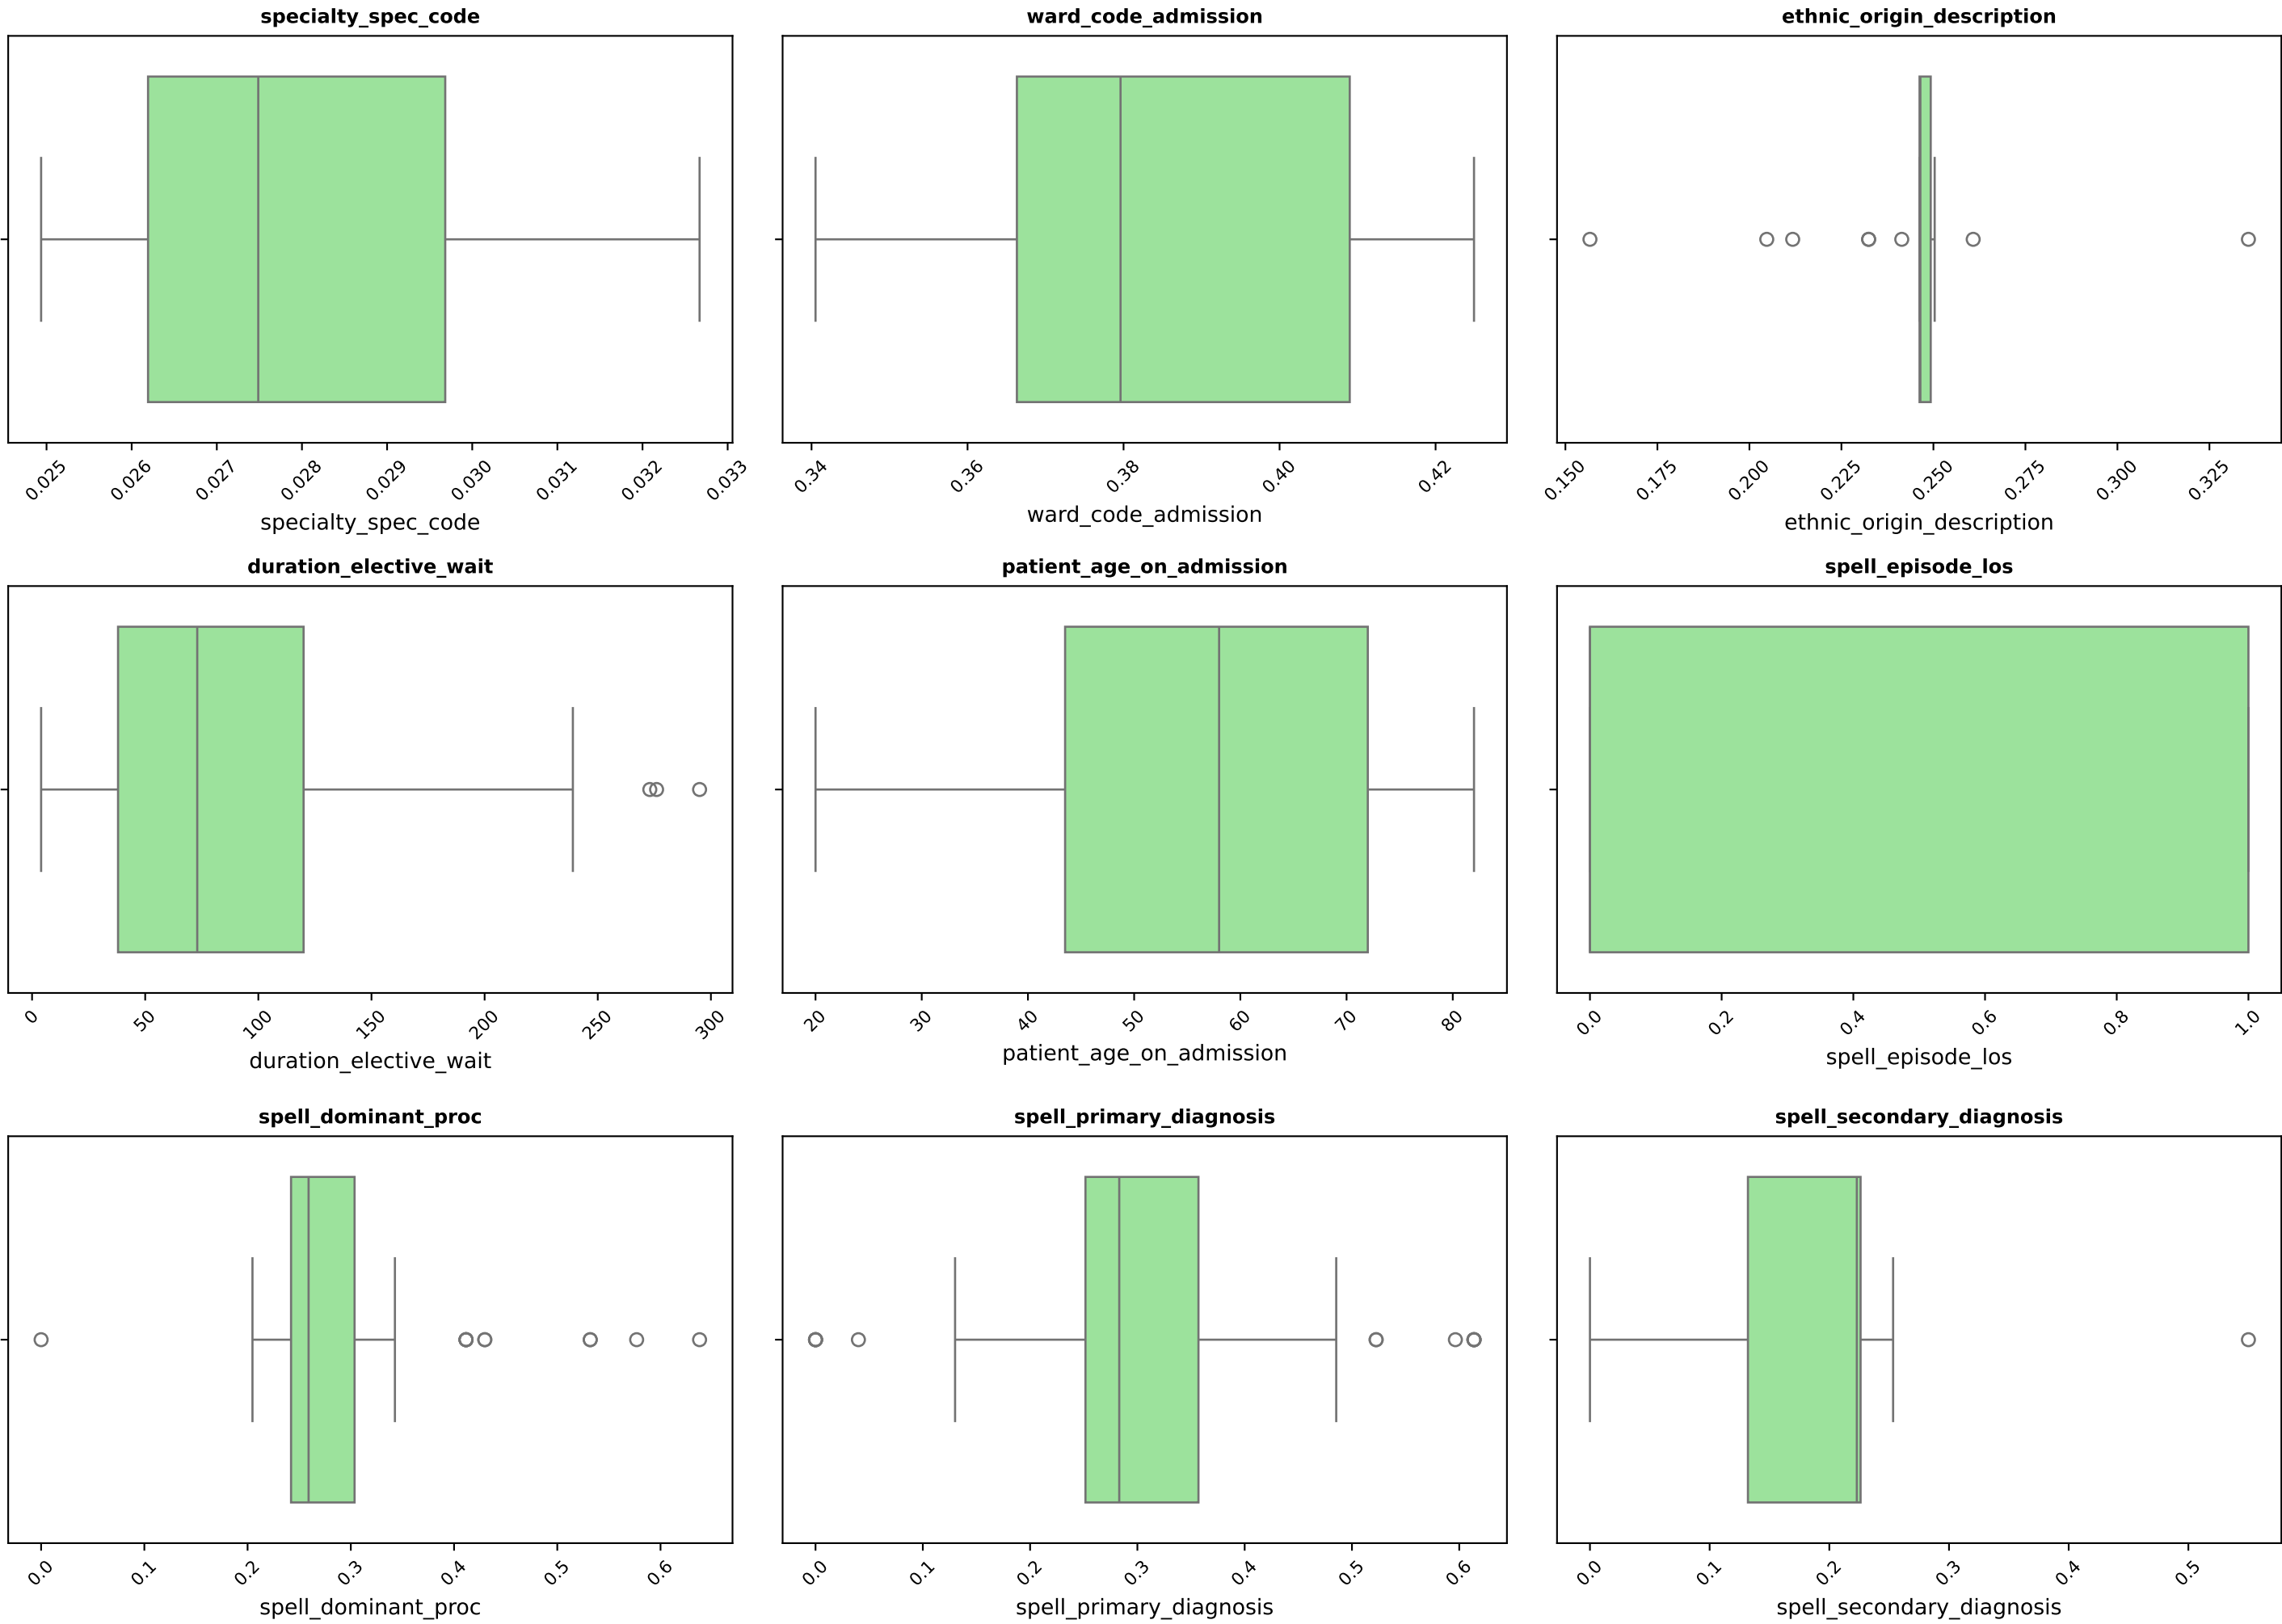 specialty_spec_code
ward_code_admission
ethnic_origin_description
0.025 0.026 0.027 0.028 0.029 0.030 0.031 0.032 0.033
specialty_spec_code
0.34 0.36 0.38 0.40 0.42
ward_code_admission
0.150 0.175 0.200 0.225 0.250 0.275 0.300 0.325
ethnic_origin_description
duration_elective_wait
patient_age_on_admission
spell_episode_los
0 50 100 150 200 250 300
duration_elective_wait
20 30 40 50 60 70 80
patient_age_on_admission
0.0 0.2 0.4 0.6 0.8 1.0
spell_episode_los
spell_dominant_proc
spell_primary_diagnosis
spell_secondary_diagnosis
0.0 0.1 0.2 0.3 0.4 0.5 0.6
spell_dominant_proc
0.0 0.1 0.2 0.3 0.4 0.5 0.6
spell_primary_diagnosis
0.0 0.1 0.2 0.3 0.4 0.5
spell_secondary_diagnosis